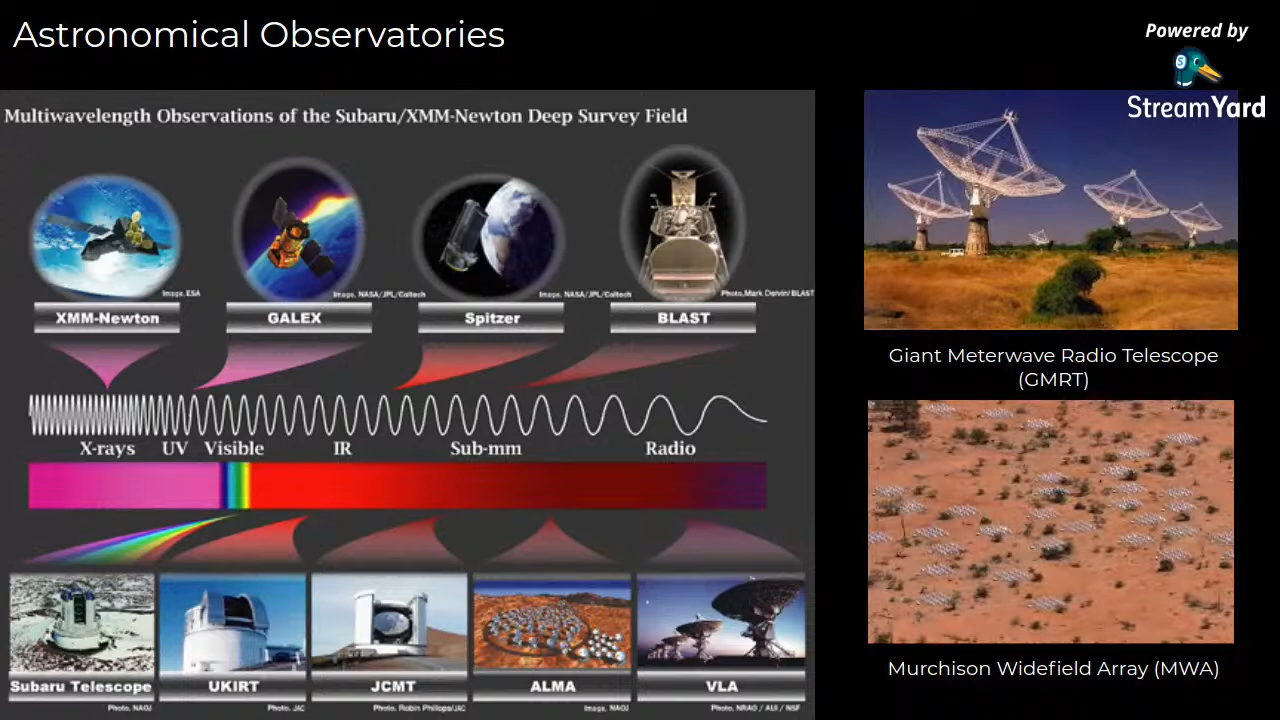 Astronomical Observatories
Powered by
StreamYard
Multiwavelength Observations of the Subaru/XMM-Newton Deep Survey Field
Image, ESA
Image, NASA/JPL/Caltech
Image, NASA/JPL/Caltech
Photo, Mark Devlin/BLAST
XMM-Newton
GALEX
Spitzer
BLAST
X-rays
UV
Visible
IR
Sub-mm
Radio
Subaru Telescope
UKIRT
JCMT
ALMA
VLA
Photo, NAOJ
Photo, JAC
Photo, Robin Phillips/JAC
Image, NAOJ
Photo, NRAO / AUI / NSF
Giant Meterwave Radio Telescope
(GMRT)
Murchison Widefield Array (MWA)